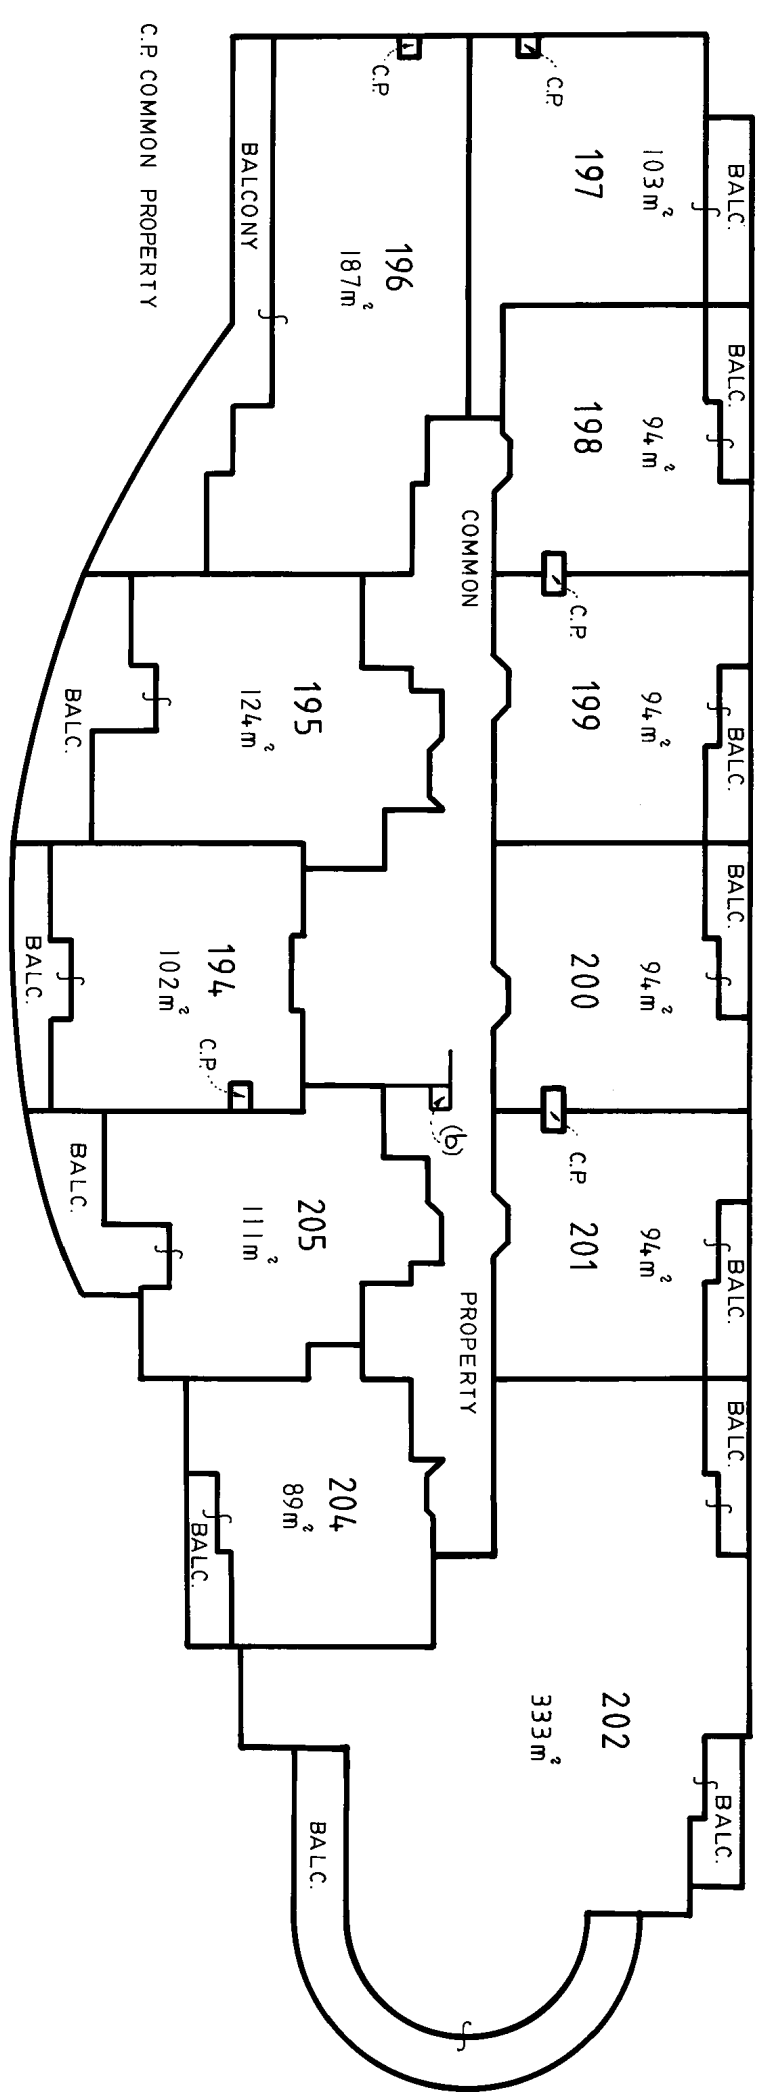 C.P. COMMON PROPERTY
BALCONY
196
187m²
C.P.
197
103m²
C.P.
BALC.
198
94m²
BALC.
COMMON
PROPERTY
C.P.
199
94m²
BALC.
195
124m²
BALC.
200
94m²
BALC.
194
102m²
C.P.
BALC.
(b)
C.P.
201
94m²
BALC.
205
111m²
BALC.
204
89m²
BALC.
202
333m²
BALC.
BALC.
BALC.